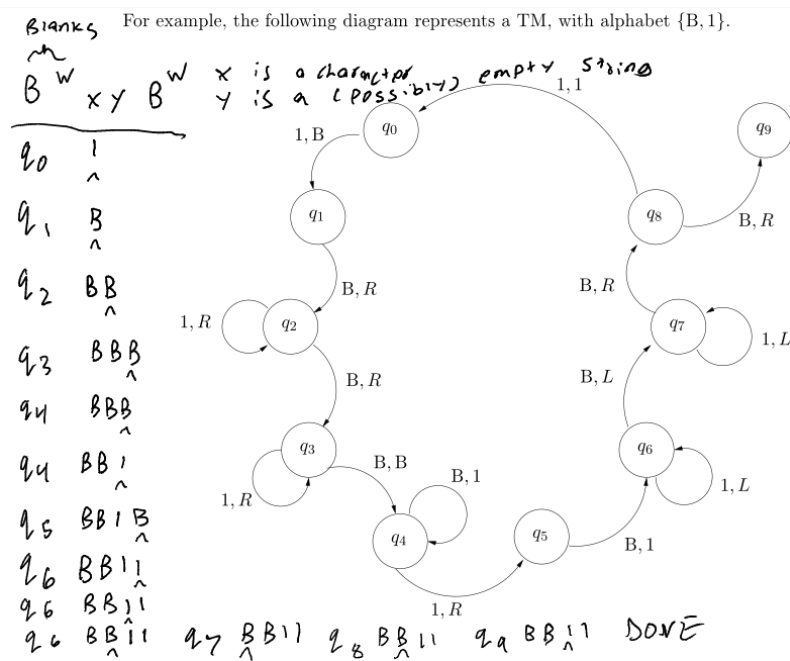 For example, the following diagram represents a TM, with alphabet {B, 1}.
Blanks
B^w x y B^w
x is a character
y is a (possibly) empty string
q0 1
^
q1 B
^
q2 BB
^
q3 BBB
^
q4 BBB
^
q4 BB1
^
q5 BB1B
^
q6 BB11
^
q6 BB11
^
q6 BB11
^
q7 BB11
^
q8 BB11
^
q9 BB11
^
DONE
1, 1
q0
q9
1, B
q1
q8
B, R
B, R
B, R
1, R
q2
q7
1, L
B, R
B, L
q3
q6
B, B
B, 1
1, R
1, L
q4
q5
B, 1
1, R